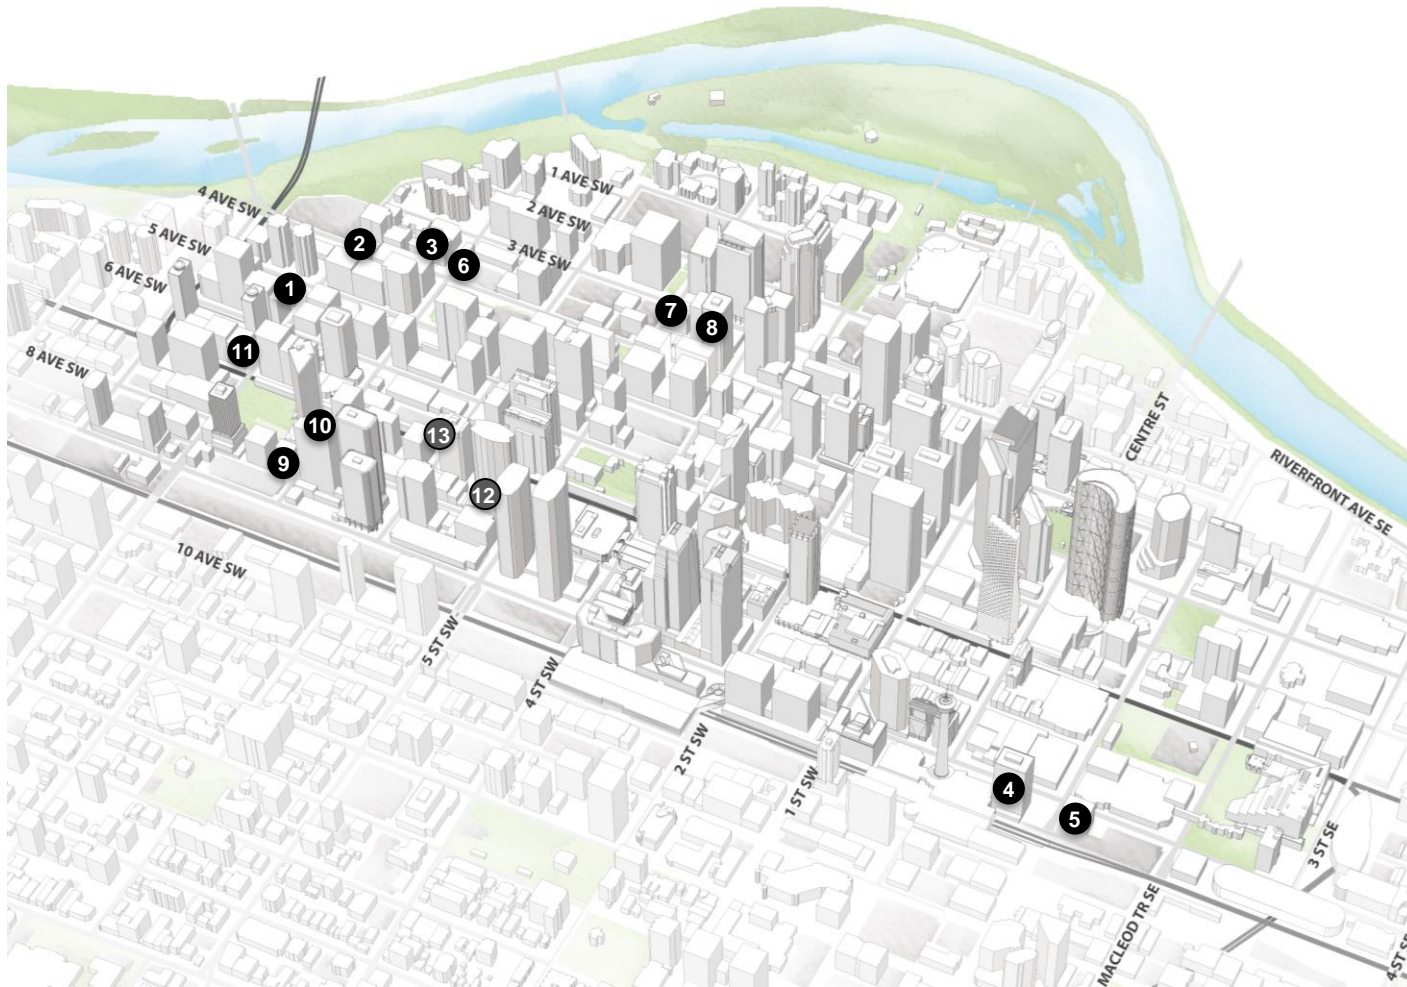 1 AVE SW
4 AVE SW
2 AVE SW
5 AVE SW
2
3
3 AVE SW
6
6 AVE SW
1
7
8
11
8 AVE SW
10
13
CENTRE ST
9
12
RIVERFRONT AVE SE
10 AVE SW
5 ST SW
4 ST SW
2 ST SW
1 ST SW
4
5
3 ST SE
MACLEOD TR SE
4 ST SE